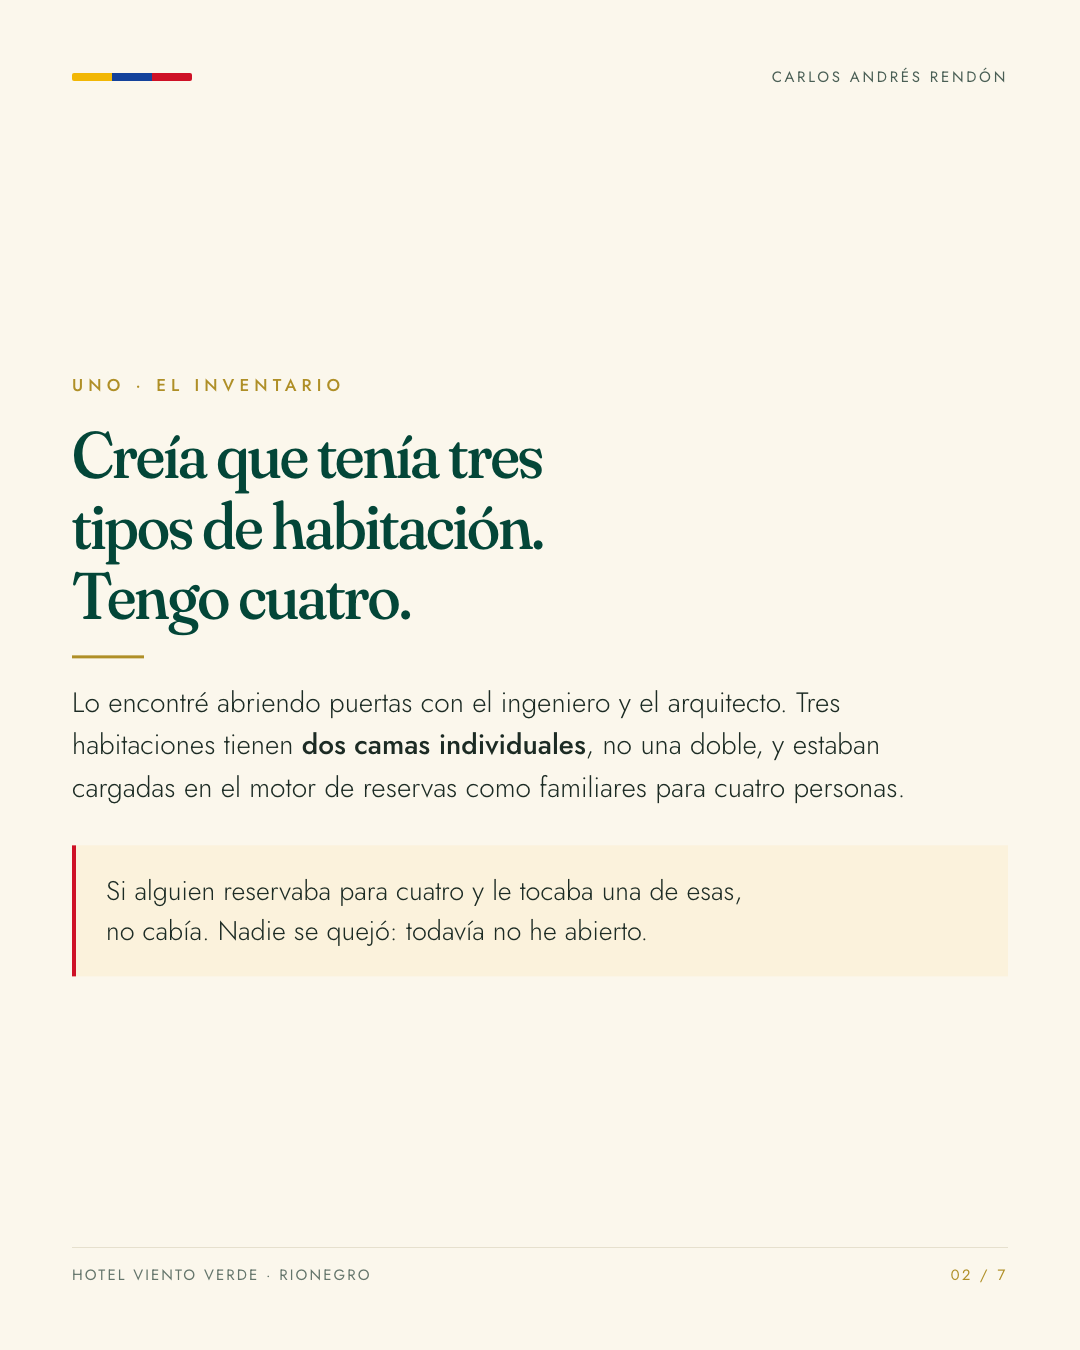 CARLOS ANDRÉS RENDÓN
UNO · EL INVENTARIO
Creía que tenía tres
tipos de habitación.
Tengo cuatro.
Lo encontré abriendo puertas con el ingeniero y el arquitecto. Tres
habitaciones tienen dos camas individuales, no una doble, y estaban
cargadas en el motor de reservas como familiares para cuatro personas.
Si alguien reservaba para cuatro y le tocaba una de esas,
no cabía. Nadie se quejó: todavía no he abierto.
HOTEL VIENTO VERDE · RIONEGRO
02 / 7